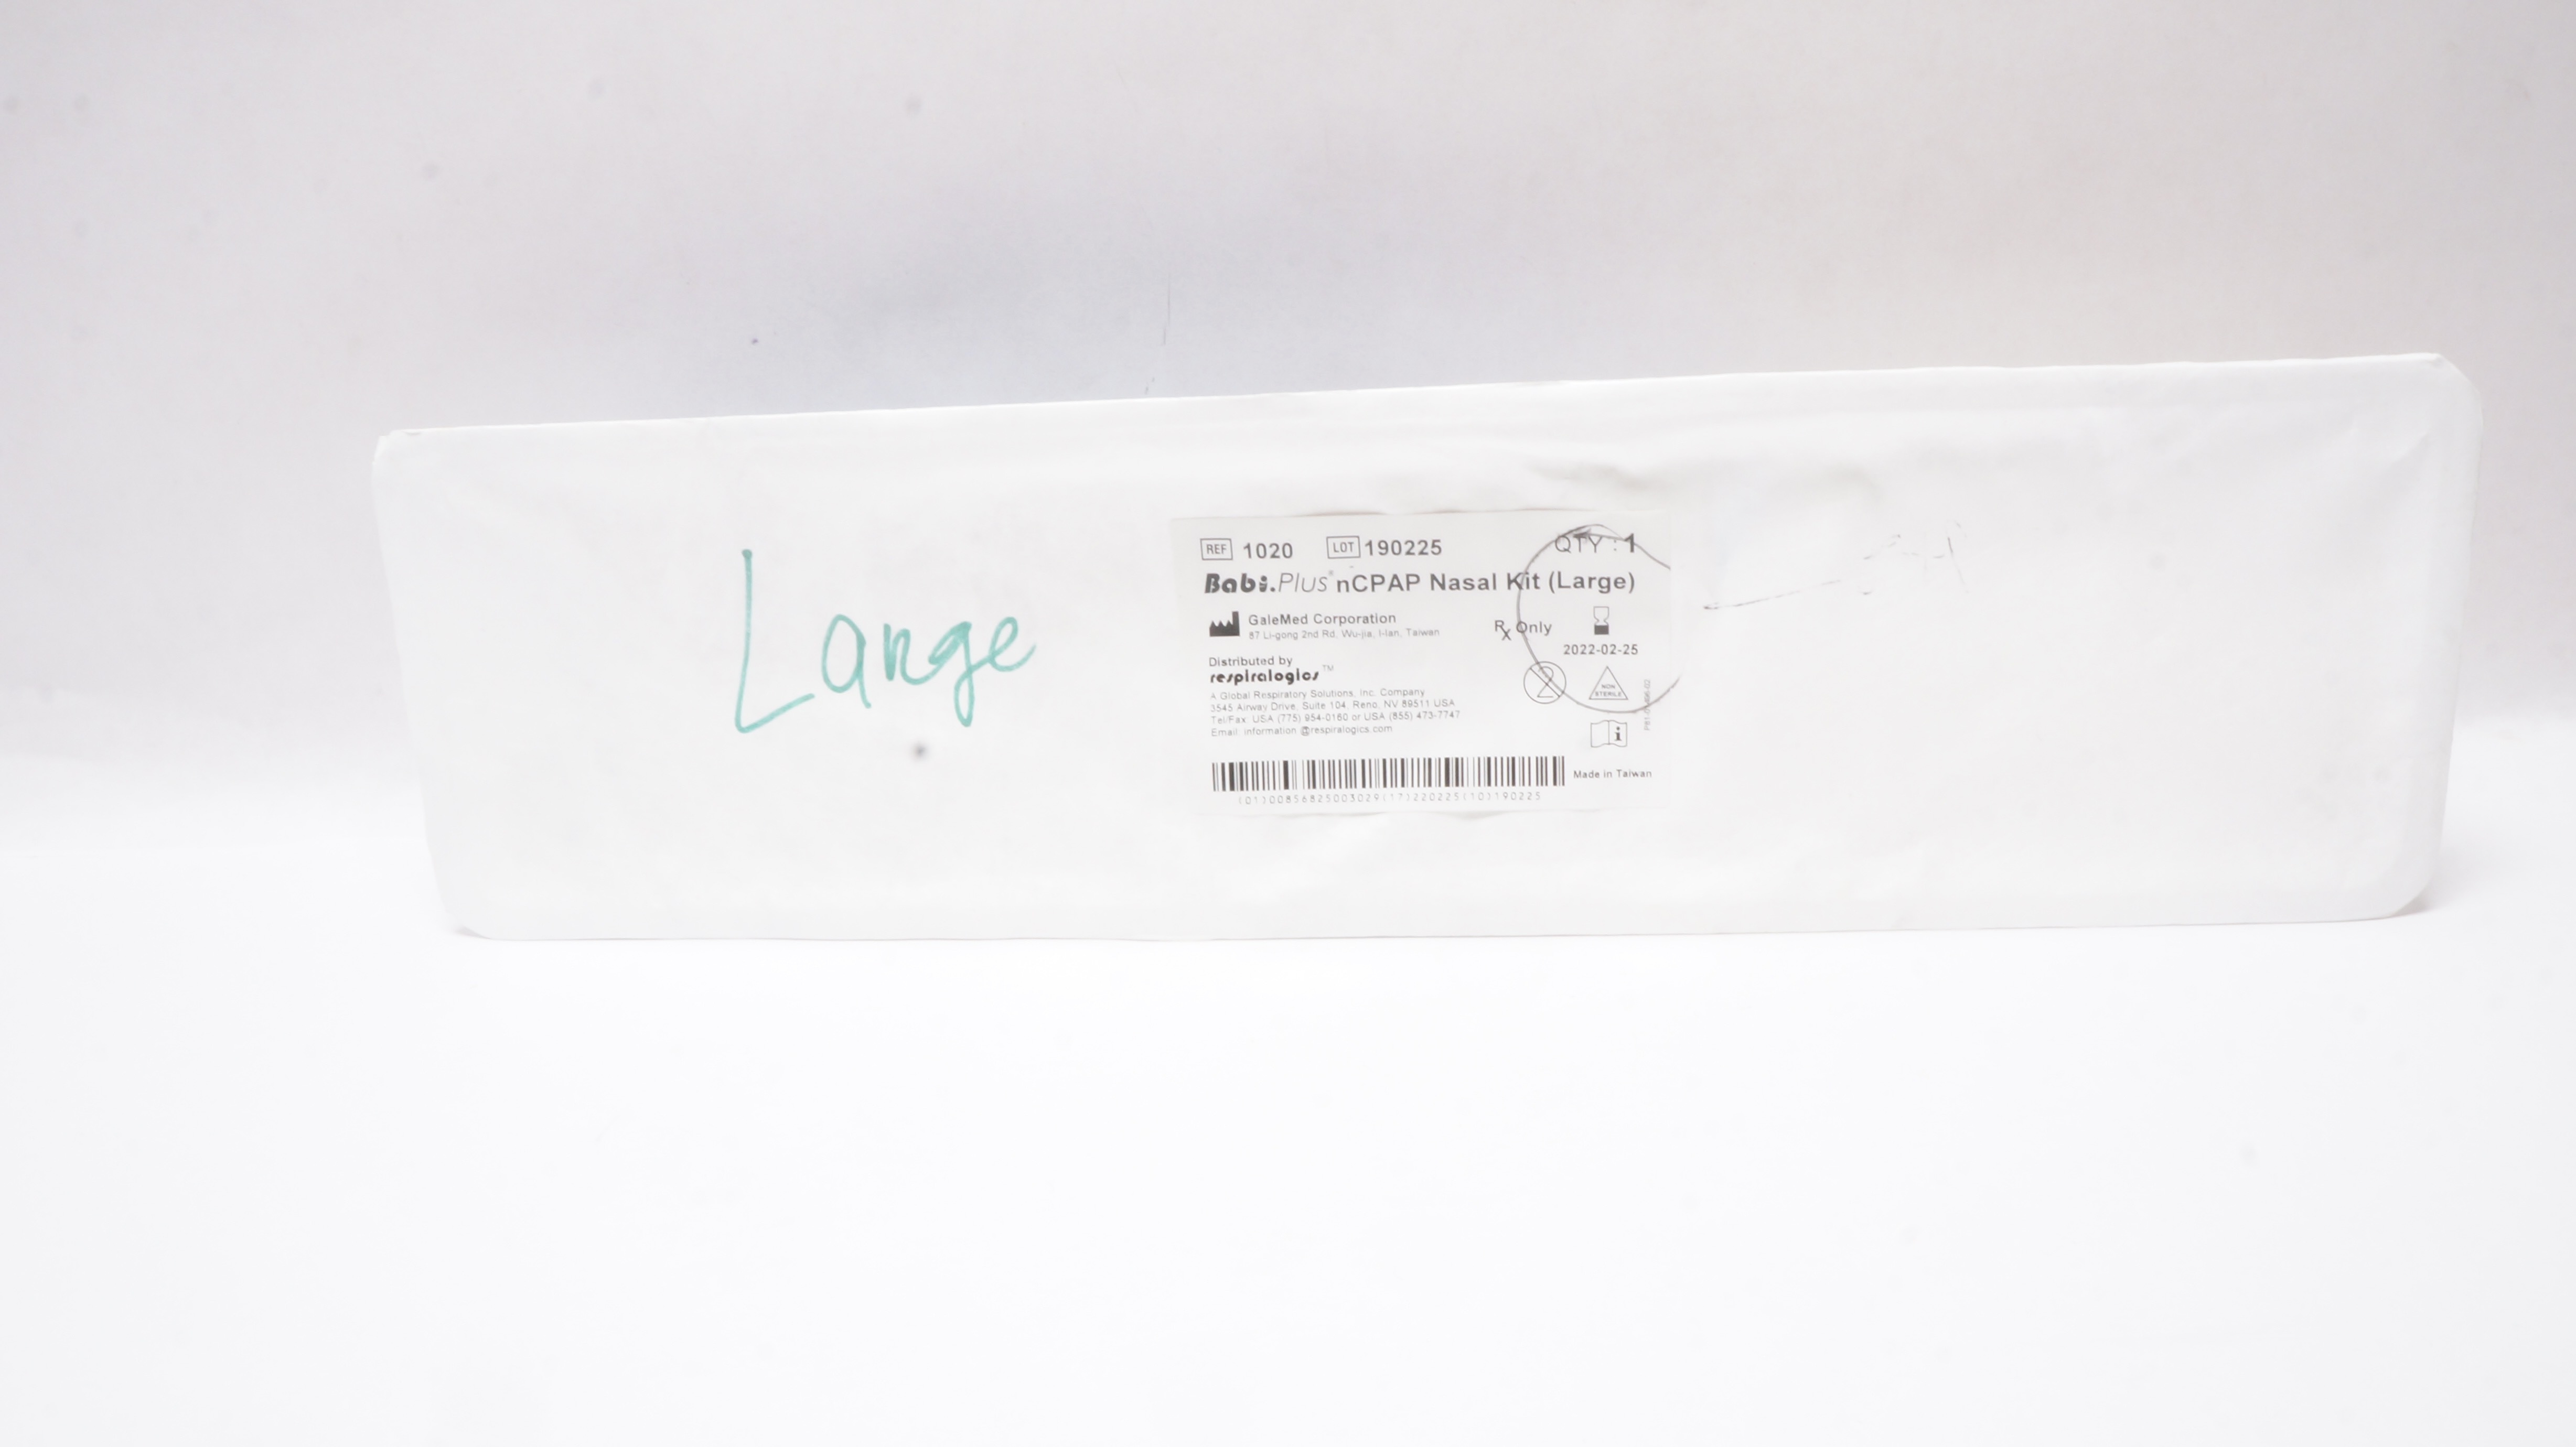 Large
REF 1020 LOT 190225 QTY : 1
Babi.Plus® nCPAP Nasal Kit (Large)
GaleMed Corporation
87 Li-gong 2nd Rd. Wu-jia, I-lan, Taiwan
Rx Only
2022-02-25
Distributed by
respiralogics™
A Global Respiratory Solutions, Inc. Company
3545 Airway Drive, Suite 104, Reno, NV 89511 USA
Tel/Fax: USA (775) 954-0160 or USA (855) 473-7747
Email: information @respiralogics.com
2
NON
STERILE
i
Made in Taiwan
(01)00856825003029(17)220225(10)190225